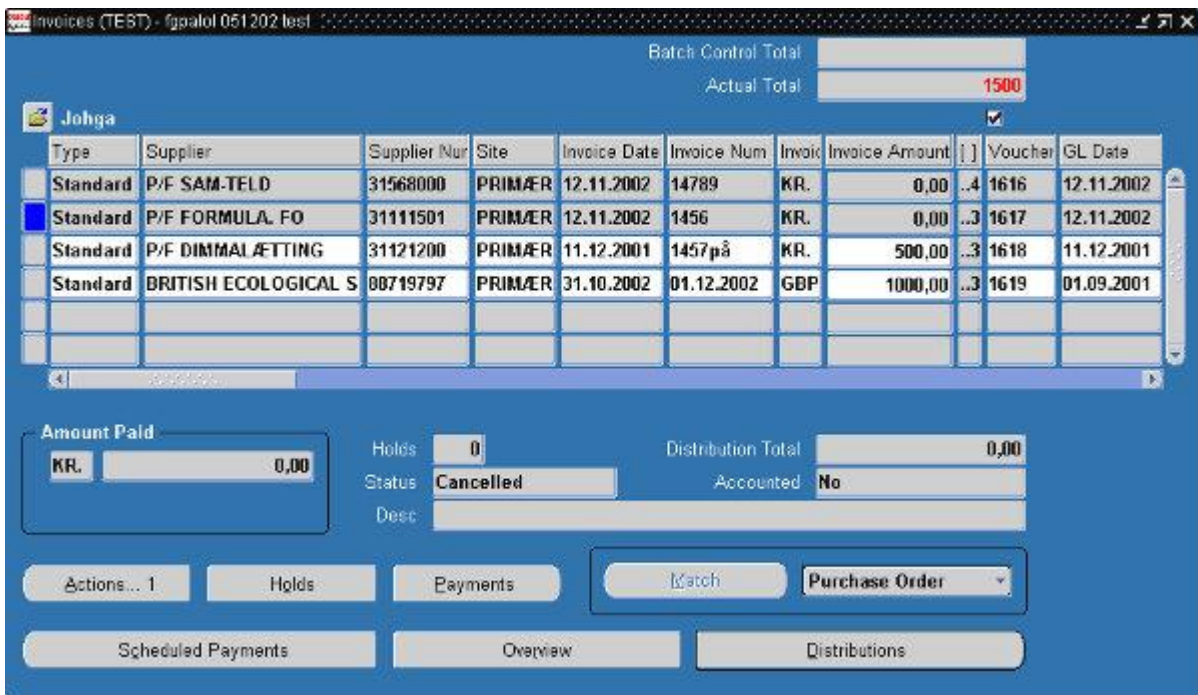 Invoices (TEST) - fgpalol 051202 test
Batch Control Total
Actual Total 1500
Johga
Type Supplier Supplier Nur Site Invoice Date Invoice Num Invoic Invoice Amount [ ] Voucher GL Date
Standard P/F SAM-TELD 31568000 PRIMÆR 12.11.2002 14789 KR. 0,00 ..4 1616 12.11.2002
Standard P/F FORMULA. FO 31111501 PRIMÆR 12.11.2002 1456 KR. 0,00 ..3 1617 12.11.2002
Standard P/F DIMMALÆTTING 31121200 PRIMÆR 11.12.2001 1457på KR. 500,00 ..3 1618 11.12.2001
Standard BRITISH ECOLOGICAL S 88719797 PRIMÆR 31.10.2002 01.12.2002 GBP 1000,00 ..3 1619 01.09.2001
Amount Paid
KR. 0,00
Holds 0 Distribution Total 0,00
Status Cancelled Accounted No
Desc
Actions... 1 Holds Payments Match Purchase Order
Scheduled Payments Overview Distributions